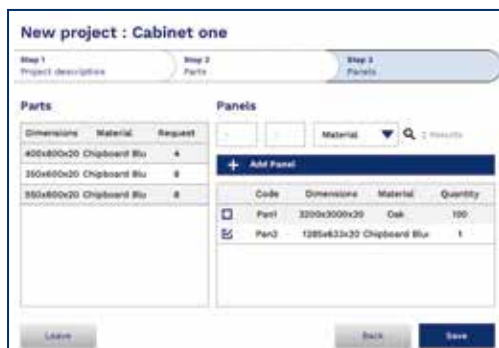 New project : Cabinet one
Step 1
Project description
Step 2
Parts
Step 3
Panels
Parts
Dimensions Material Request
400x800x20 Chipboard Blu 4
350x600x20 Chipboard Blu 8
550x600x20 Chipboard Blu 8
Panels
- - Material 2 Results
+ Add Panel
Code Dimensions Material Quantity
Pan1 3200x3000x20 Oak 100
Pan2 1285x633x20 Chipboard Blu 1
Leave
Back
Save